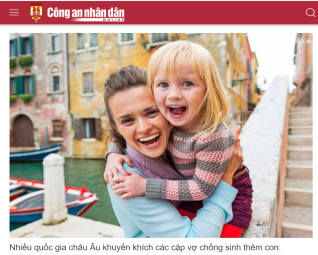 Công an nhân dân
ONLINE
Nhiều quốc gia châu Âu khuyến khích các cặp vợ chồng sinh thêm con.